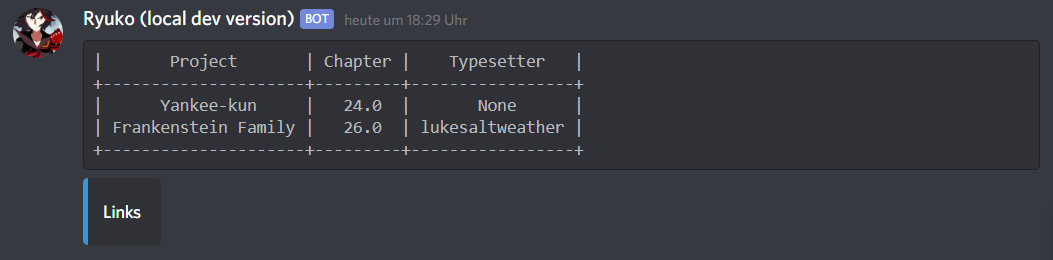 Ryuko (local dev version) BOT heute um 18:29 Uhr
|       Project       | Chapter |    Typesetter   |
+---------------------+---------+-----------------+
|      Yankee-kun     |   24.0  |       None      |
| Frankenstein Family |   26.0  | lukesaltweather |
+---------------------+---------+-----------------+
Links